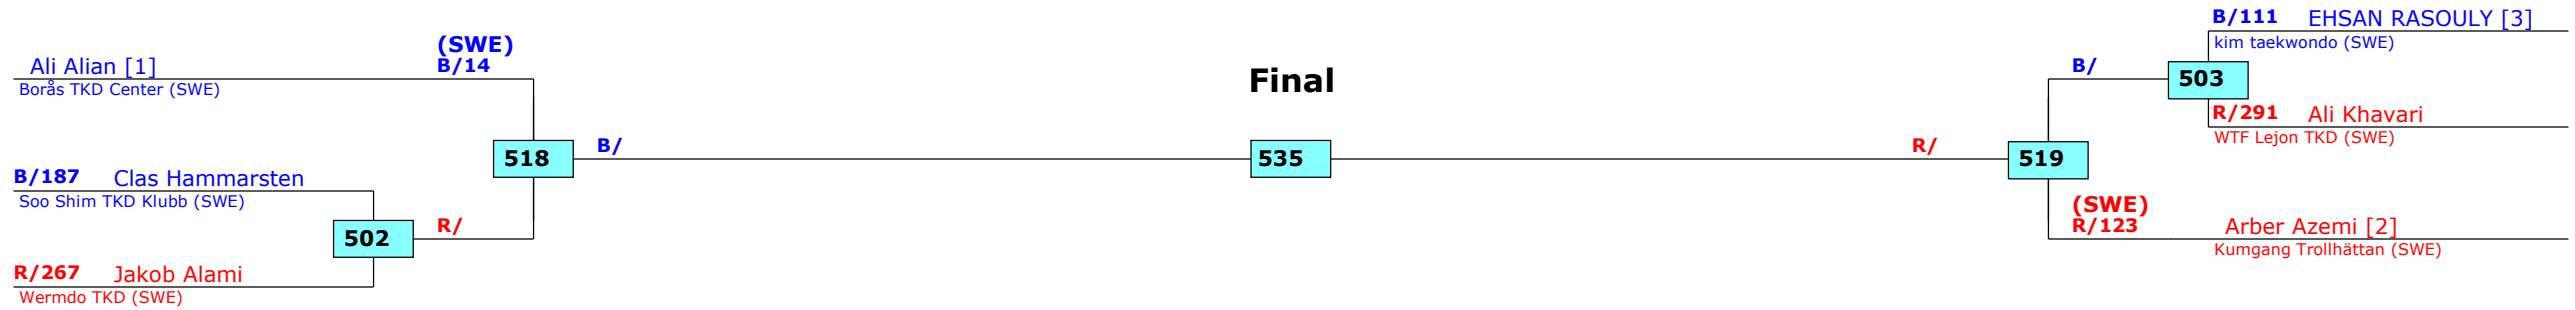 (SWE)
Ali Alian [1] B/14
Borås TKD Center (SWE)
518
B/
B/187 Clas Hammarsten
Soo Shim TKD Klubb (SWE)
502
R/
R/267 Jakob Alami
Wermdo TKD (SWE)
Final
535
B/111 EHSAN RASOULY [3]
kim taekwondo (SWE)
B/
503
R/291 Ali Khavari
WTF Lejon TKD (SWE)
R/
519
(SWE)
R/123 Arber Azemi [2]
Kumgang Trollhättan (SWE)